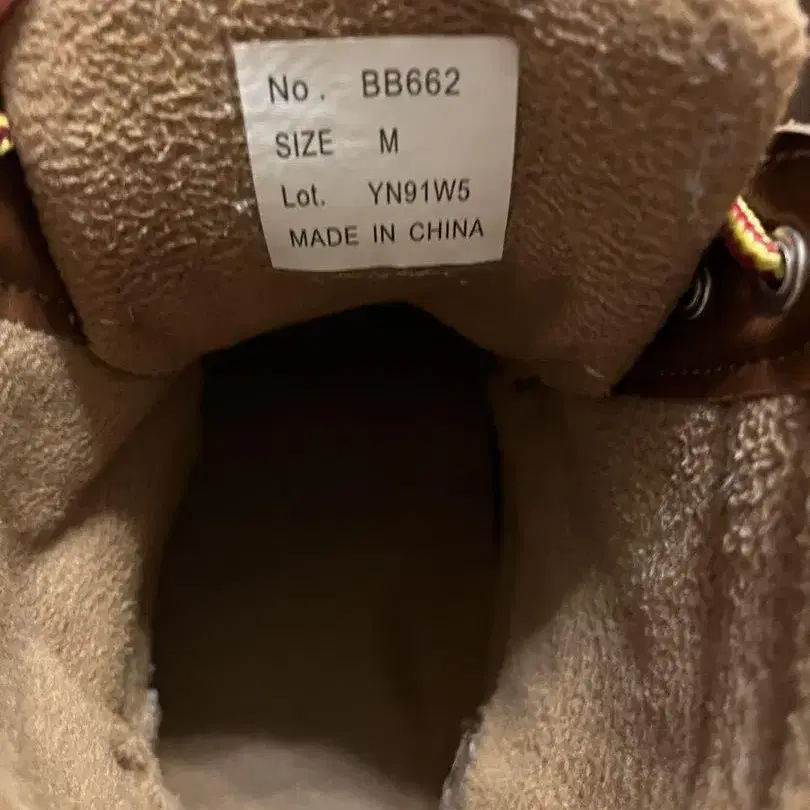 No. BB662
SIZE M
Lot. YN91W5
MADE IN CHINA